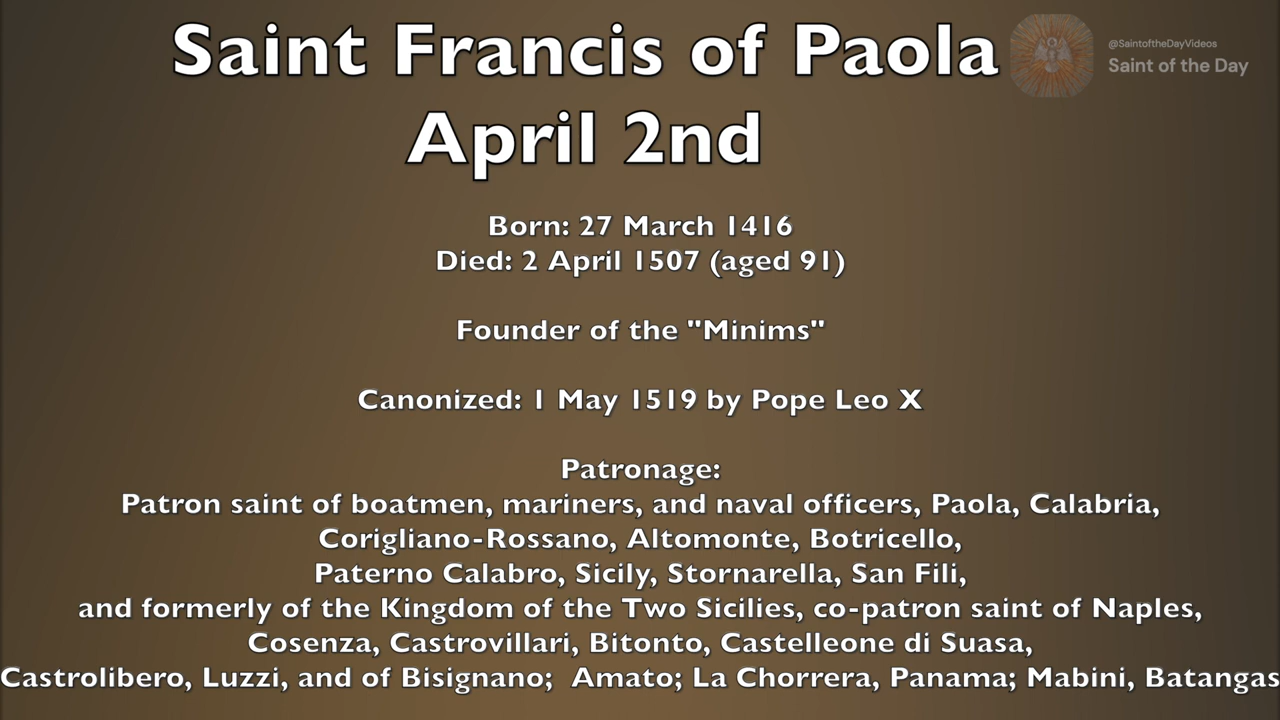 Saint Francis of Paola
April 2nd
@SaintoftheDayVideos
Saint of the Day
Born: 27 March 1416
Died: 2 April 1507 (aged 91)
Founder of the "Minims"
Canonized: 1 May 1519 by Pope Leo X
Patronage:
Patron saint of boatmen, mariners, and naval officers, Paola, Calabria,
Corigliano-Rossano, Altomonte, Botricello,
Paterno Calabro, Sicily, Stornarella, San Fili,
and formerly of the Kingdom of the Two Sicilies, co-patron saint of Naples,
Cosenza, Castrovillari, Bitonto, Castelleone di Suasa,
Castrolibero, Luzzi, and of Bisignano;  Amato; La Chorrera, Panama; Mabini, Batangas